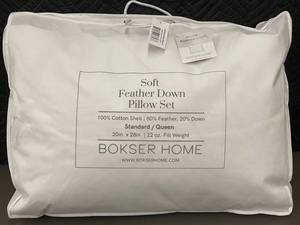 Soft
Feather Down
Pillow Set
100% Cotton Shell | 80% Feather, 20% Down
Standard / Queen
20in x 28in | 22 oz. Fill Weight
BOKSER HOME
WWW.BOKSERHOME.COM